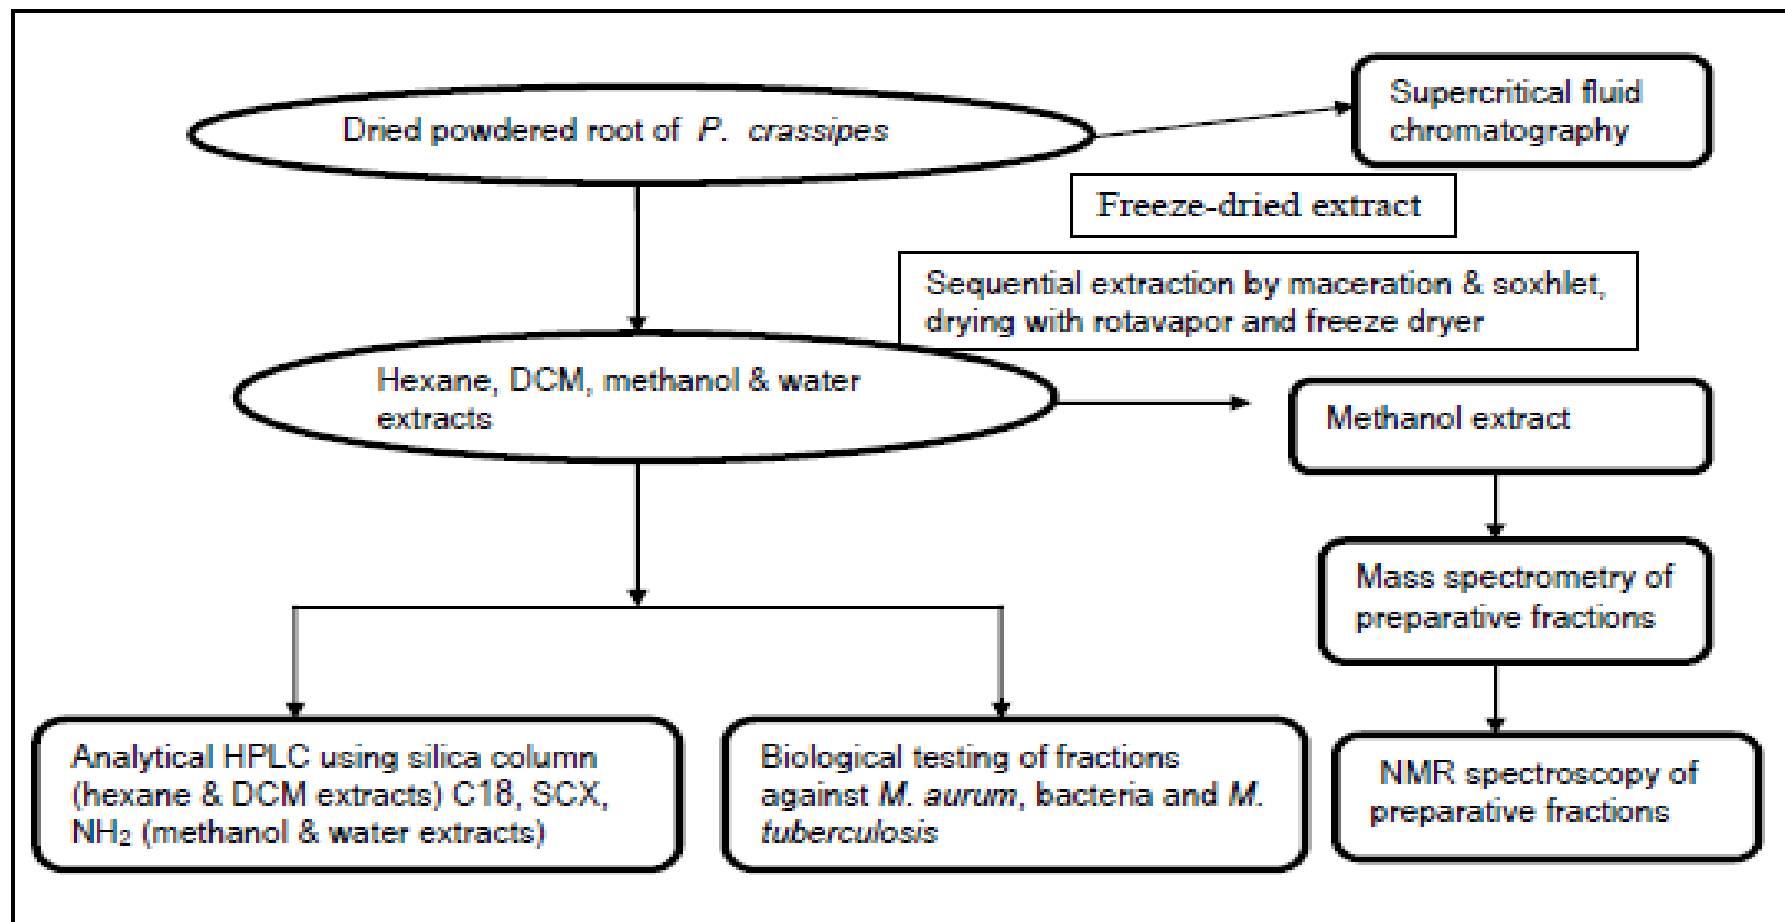 Dried powdered root of P. crassipes
Supercritical fluid
chromatography
Freeze-dried extract
Sequential extraction by maceration & soxhlet,
drying with rotavapor and freeze dryer
Hexane, DCM, methanol & water
extracts
Methanol extract
Mass spectrometry of
preparative fractions
Analytical HPLC using silica column
(hexane & DCM extracts) C18, SCX,
NH₂ (methanol & water extracts)
Biological testing of fractions
against M. aurum, bacteria and M.
tuberculosis
NMR spectroscopy of
preparative fractions